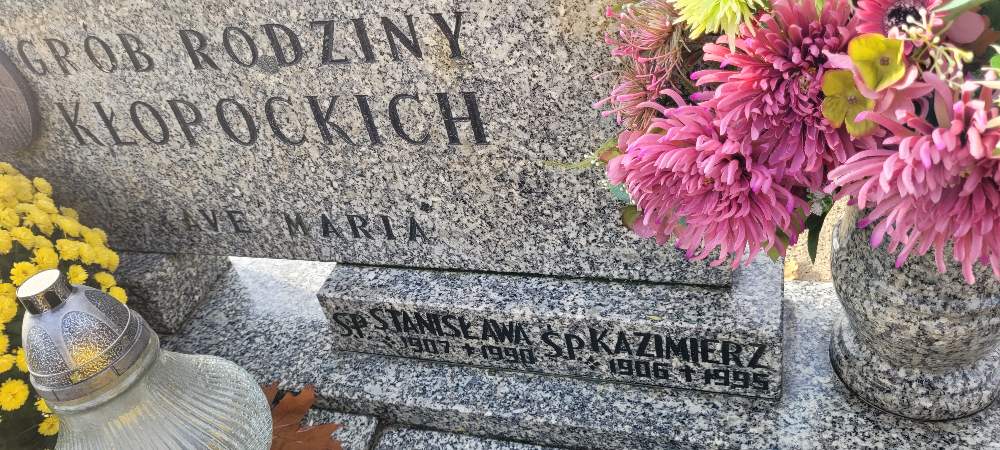 GRÓB RODZINY
KŁOPOCKICH
AVE MARIA
ŚP. STANISŁAWA ŚP. KAZIMIERZ
* 1907 + 1990 * 1906 + 1995